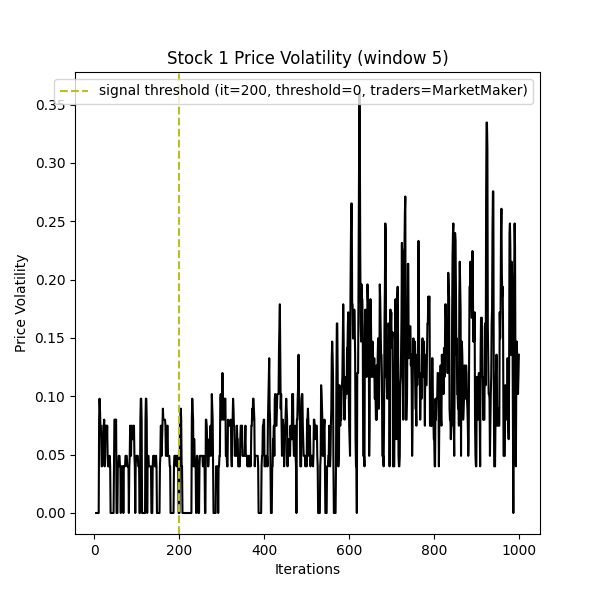 Stock 1 Price Volatility (window 5)
signal threshold (it=200, threshold=0, traders=MarketMaker)
0.35
0.30
0.25
0.20
0.15
0.10
0.05
0.00
Price Volatility
0 200 400 600 800 1000
Iterations